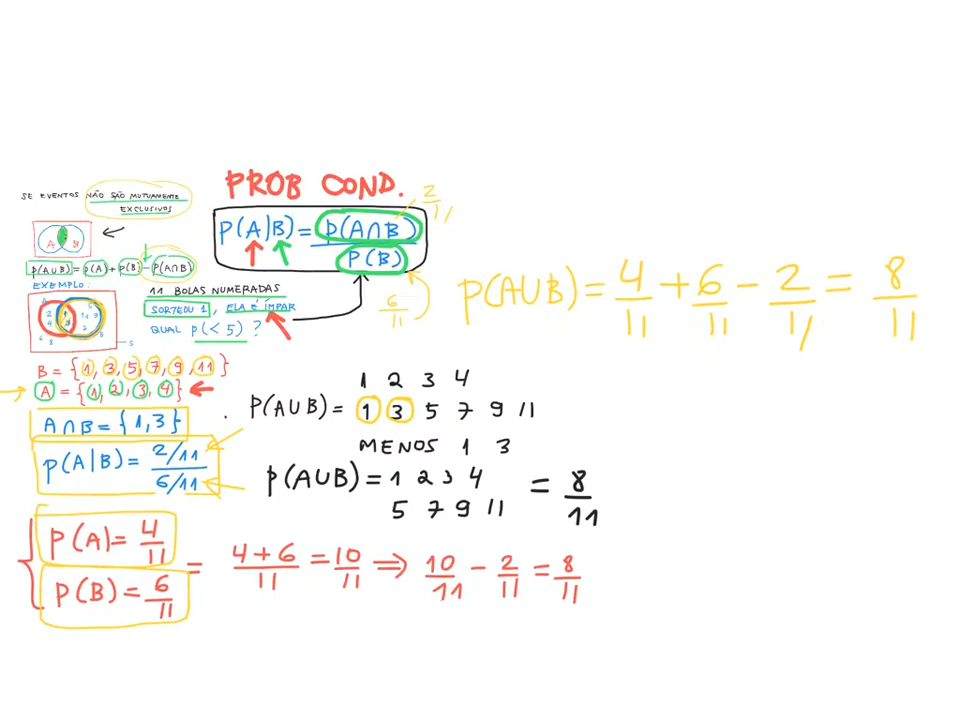 SE EVENTOS NÃO SÃO MUTUAMENTE
EXCLUSIVOS
A B
P(A∪B) = P(A) + P(B) - P(A∩B)
EXEMPLO:
PROB COND.
P(A|B) = P(A∩B)
P(B)
2/11
6/11
11 BOLAS NUMERADAS
SORTEOU 1, ELA É ÍMPAR
QUAL P(< 5) ?
B = {1, 3, 5, 7, 9, 11}
A = {1, 2, 3, 4}
A∩B = {1,3}
P(A|B) = 2/11
6/11
P(A) = 4/11
P(B) = 6/11
= 4+6/11 = 10/11 ⇒ 10/11 - 2/11 = 8/11
1 2 3 4
P(A∪B) = 1 3 5 7 9 11
MENOS 1 3
P(A∪B) = 1 2 3 4
5 7 9 11
= 8/11
P(A∪B) = 4/11 + 6/11 - 2/11 = 8/11